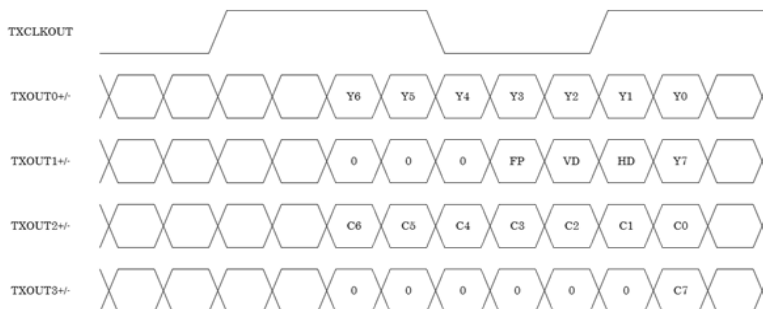 TXCLKOUT
TXOUT0+/- Y6 Y5 Y4 Y3 Y2 Y1 Y0
TXOUT1+/- 0 0 0 FP VD HD Y7
TXOUT2+/- C6 C5 C4 C3 C2 C1 C0
TXOUT3+/- 0 0 0 0 0 0 C7